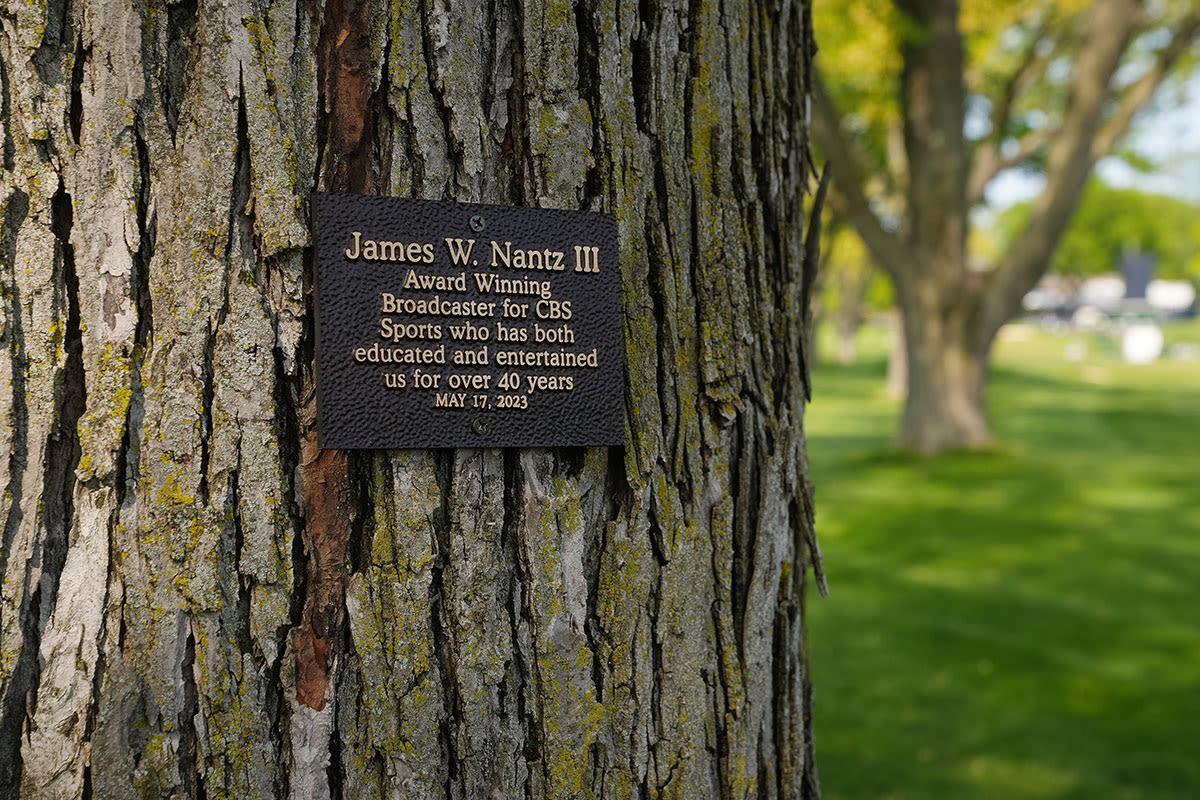 James W. Nantz III
Award Winning
Broadcaster for CBS
Sports who has both
educated and entertained
us for over 40 years
MAY 17, 2023